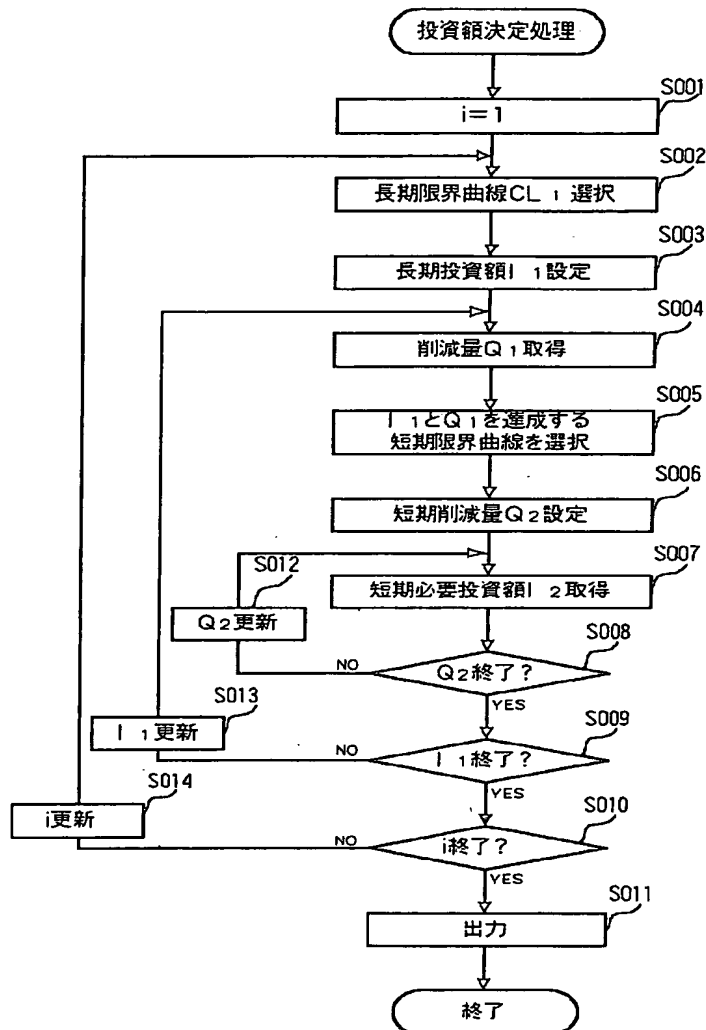 投資額決定処理
S001
i=1
S002
長期限界曲線CL i 選択
S003
長期投資額I 1設定
S004
削減量Q 1取得
S005
I 1とQ 1を達成する
短期限界曲線を選択
S006
短期削減量Q2設定
S007
短期必要投資額I 2取得
S012
Q2更新
S008
Q2終了?
NO
YES
S013
I 1更新
S009
I 1終了?
NO
YES
S014
i更新
S010
i終了?
NO
YES
S011
出力
終了